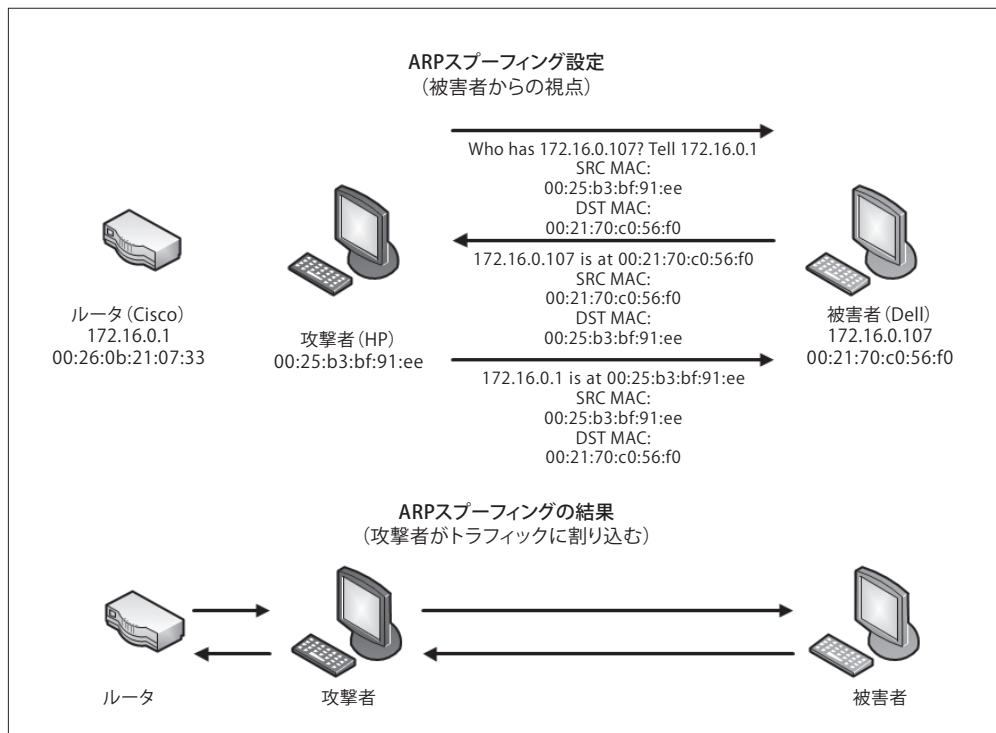 ARPスプーフィング設定
（被害者からの視点）
Who has 172.16.0.107? Tell 172.16.0.1
SRC MAC:
00:25:b3:bf:91:ee
DST MAC:
00:21:70:c0:56:f0
172.16.0.107 is at 00:21:70:c0:56:f0
SRC MAC:
00:21:70:c0:56:f0
DST MAC:
00:25:b3:bf:91:ee
ルータ（Cisco）
172.16.0.1
00:26:0b:21:07:33
攻撃者（HP）
00:25:b3:bf:91:ee
被害者（Dell）
172.16.0.107
00:21:70:c0:56:f0
172.16.0.1 is at 00:25:b3:bf:91:ee
SRC MAC:
00:25:b3:bf:91:ee
DST MAC:
00:21:70:c0:56:f0
ARPスプーフィングの結果
（攻撃者がトラフィックに割り込む）
ルータ
攻撃者
被害者